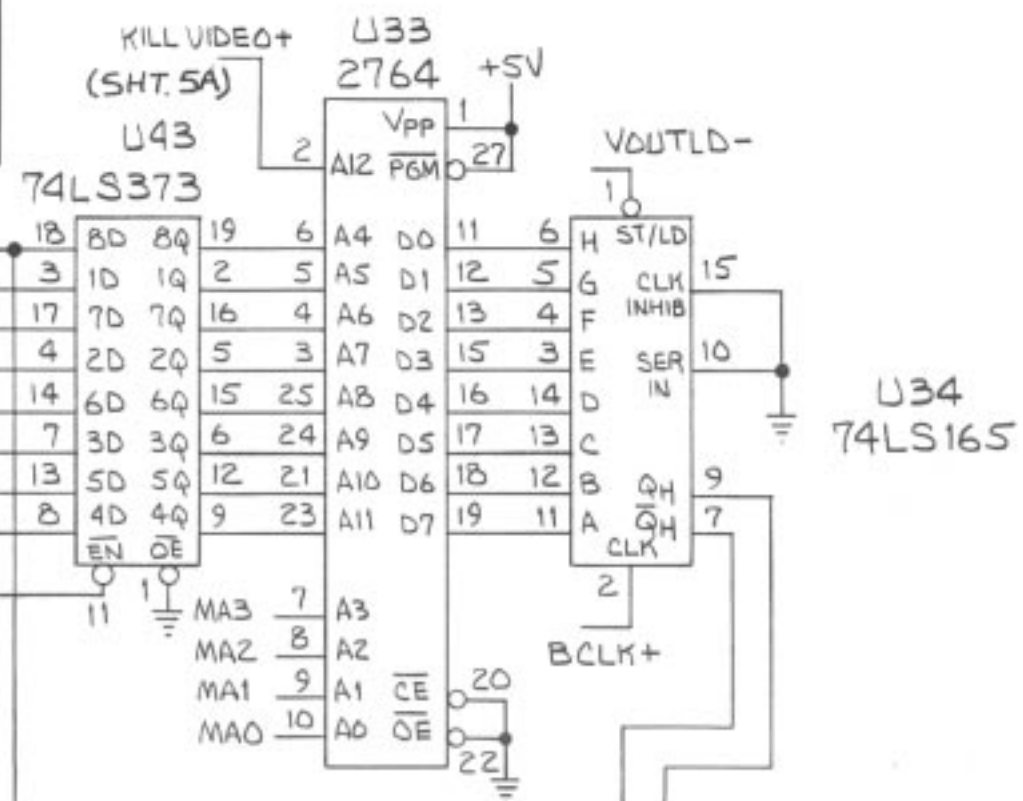 KILL VIDEO+
(SHT. 5A)
U33
2764
+5V
U43
74LS373
VPP 1
2 A12 PGM 27
VOUTLD-
1
ST/LD
18 8D 8Q 19 6 A4 D0 11 6 H
3 1D 1Q 2 5 A5 D1 12 5 G CLK INHIB 15
17 7D 7Q 16 4 A6 D2 13 4 F
4 2D 2Q 5 3 A7 D3 15 3 E SER IN 10
14 6D 6Q 15 25 A8 D4 16 14 D
7 3D 3Q 6 24 A9 D5 17 13 C
13 5D 5Q 12 21 A10 D6 18 12 B QH 9
8 4D 4Q 9 23 A11 D7 19 11 A QH 7
EN OE
11 1
CLK
2
BCLK+
U34
74LS165
MA3 7 A3
MA2 8 A2
MA1 9 A1 CE 20
MA0 10 A0 OE 22